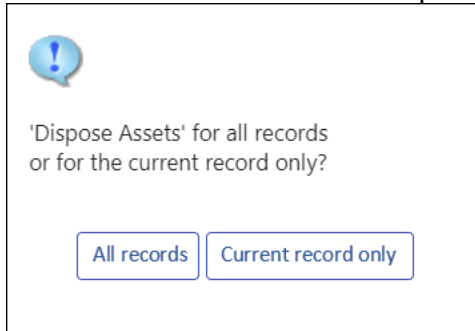 'Dispose Assets' for all records
or for the current record only?
All records
Current record only